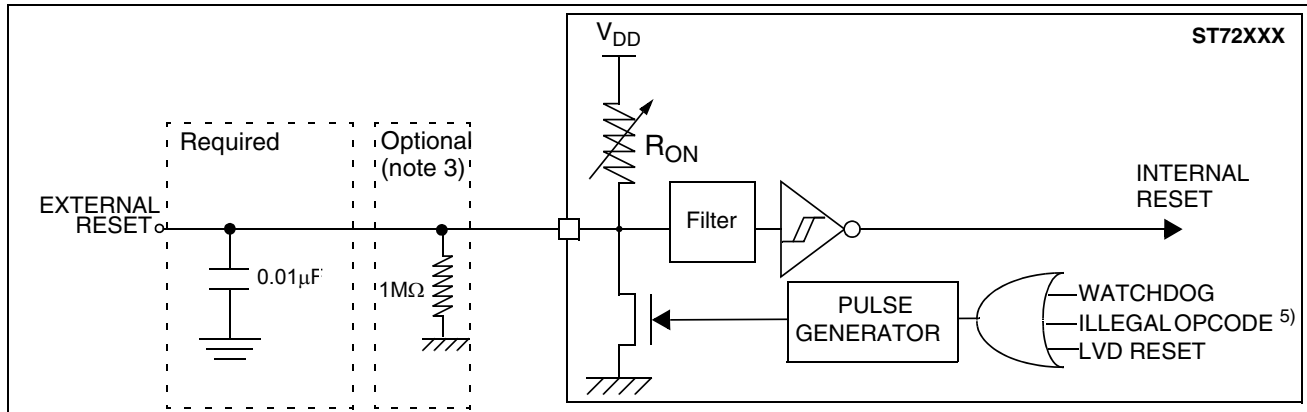 ST72XXX
VDD
Required
Optional
(note 3)
RON
INTERNAL
RESET
EXTERNAL
RESET
Filter
0.01μF
1MΩ
PULSE
GENERATOR
WATCHDOG
ILLEGAL OPCODE 5)
LVD RESET